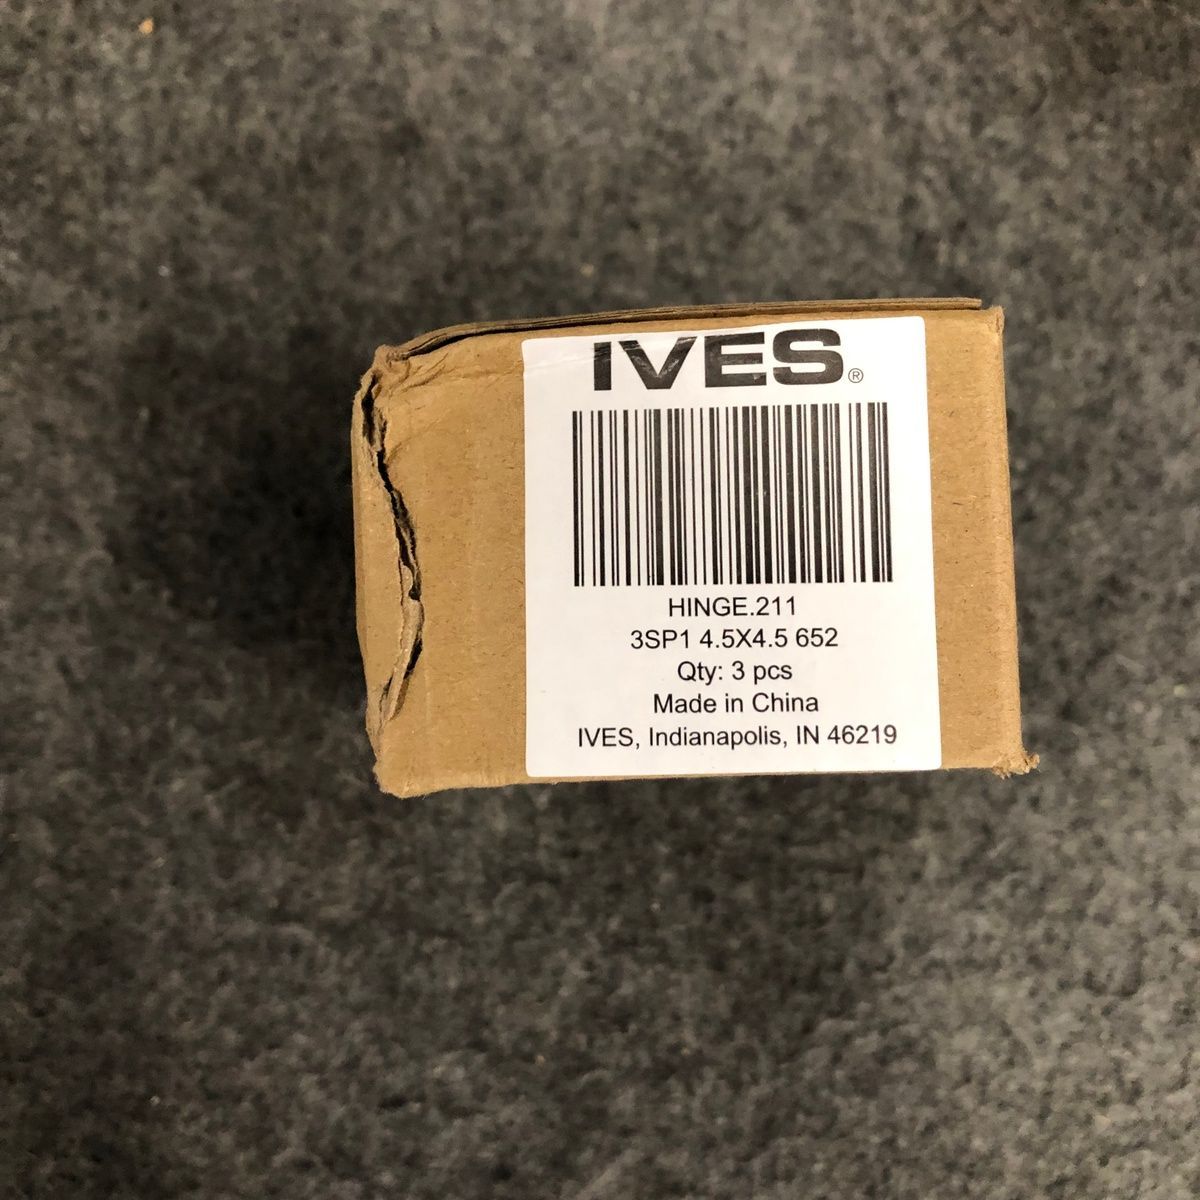 IVES®
HINGE.211
3SP1 4.5X4.5 652
Qty: 3 pcs
Made in China
IVES, Indianapolis, IN 46219